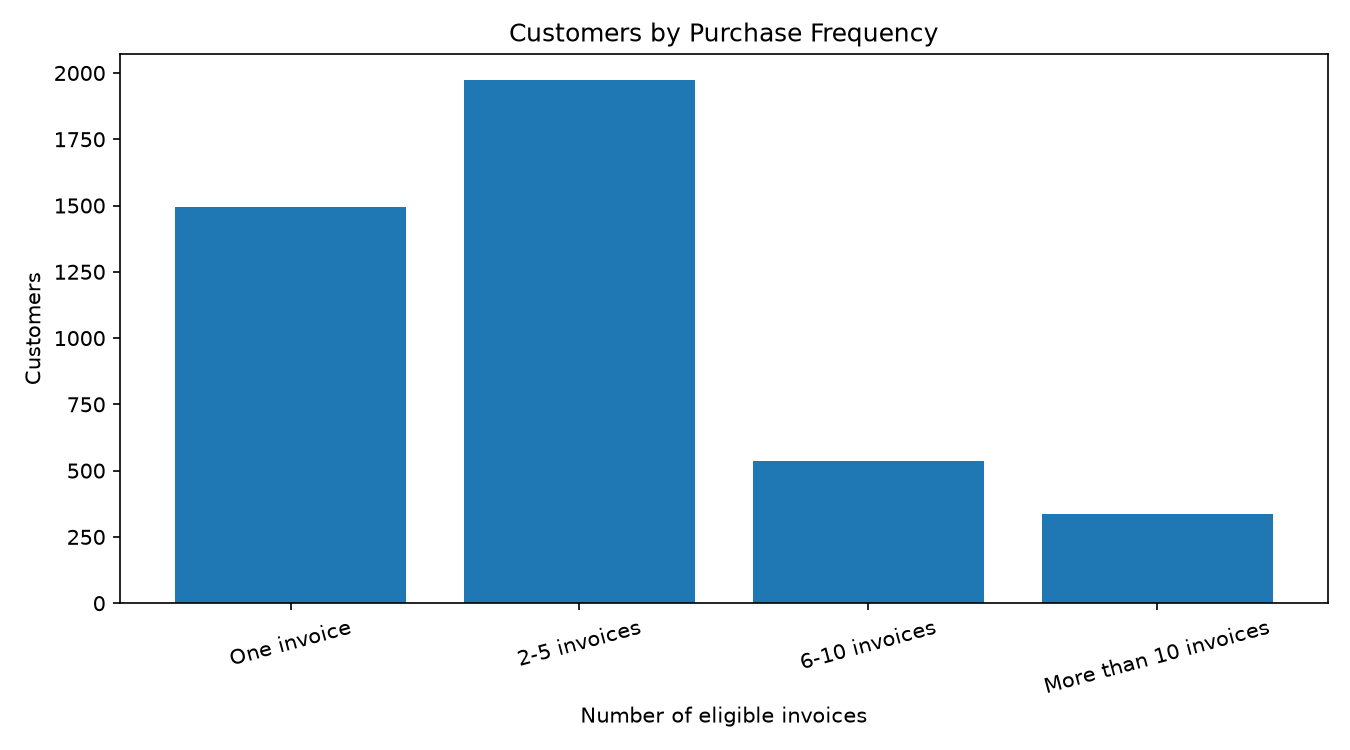 Customers by Purchase Frequency
Customers
2000
1750
1500
1250
1000
750
500
250
0
One invoice
2-5 invoices
6-10 invoices
More than 10 invoices
Number of eligible invoices